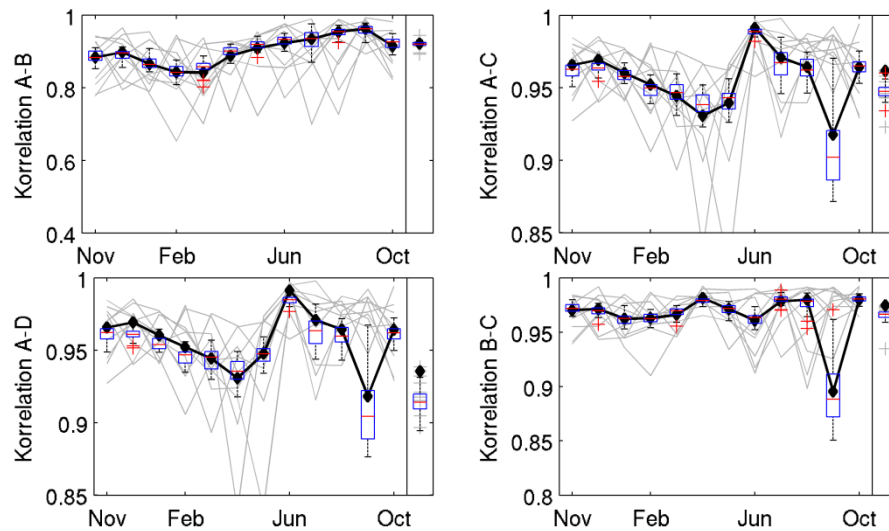 Korrelation A-B
1
0.8
0.6
0.4
Nov Feb Jun Oct
Korrelation A-C
1
0.95
0.9
0.85
Nov Feb Jun Oct
Korrelation A-D
1
0.95
0.9
0.85
Nov Feb Jun Oct
Korrelation B-C
1
0.95
0.9
0.85
0.8
Nov Feb Jun Oct